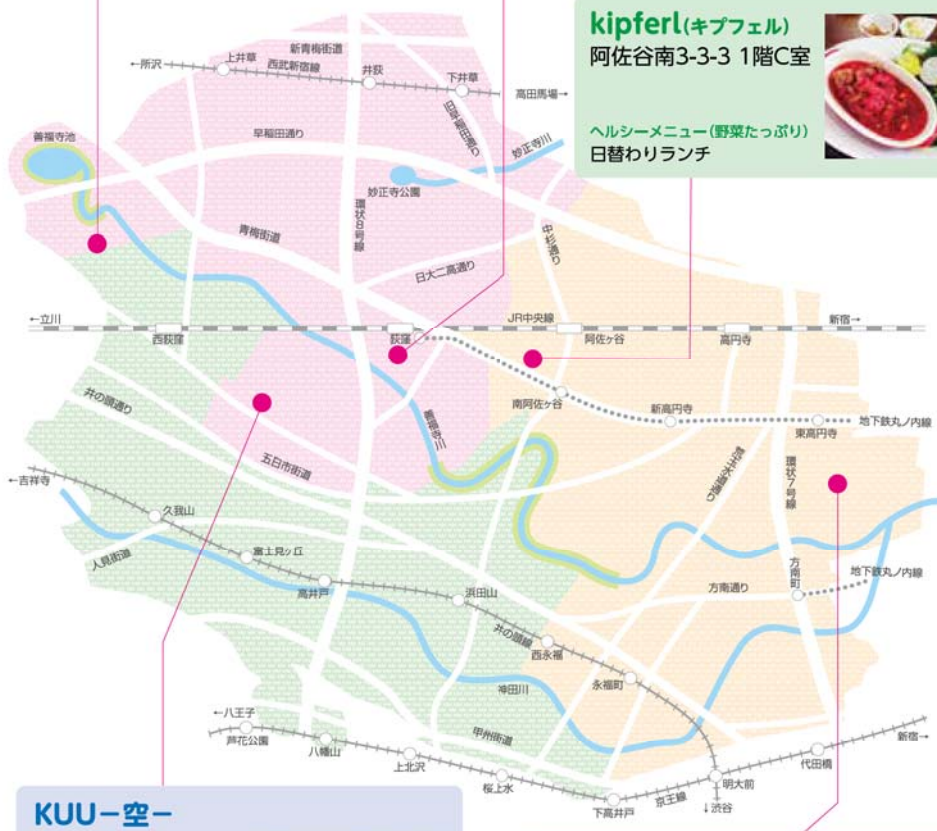 kipferl(キプフェル)
阿佐谷南3-3-3 1階C室
ヘルシーメニュー(野菜たっぷり)
日替わりランチ
新青梅街道
上井草
西武新宿線
井荻
下井草
←所沢
高田馬場→
旧早稲田通り
早稲田通り
善福寺池
妙正寺川
妙正寺公園
環状8号線
青梅街道
中杉通り
日大二高通り
←立川
JR中央線
新宿→
西荻窪
荻窪
阿佐ヶ谷
高円寺
南阿佐ヶ谷
井の頭通り
新高円寺
東高円寺
地下鉄丸ノ内線
善福寺川
五日市街道
環状7号線
←吉祥寺
久我山
人見街道
富士見ヶ丘
高井戸
浜田山
方南町
地下鉄丸ノ内線
方南通り
井の頭線
西永福
永福町
神田川
←八王子
芦花公園
甲州街道
八幡山
上北沢
桜上水
下高井戸
京王線
明大前
代田橋
新宿→
↓渋谷
KUU−空−